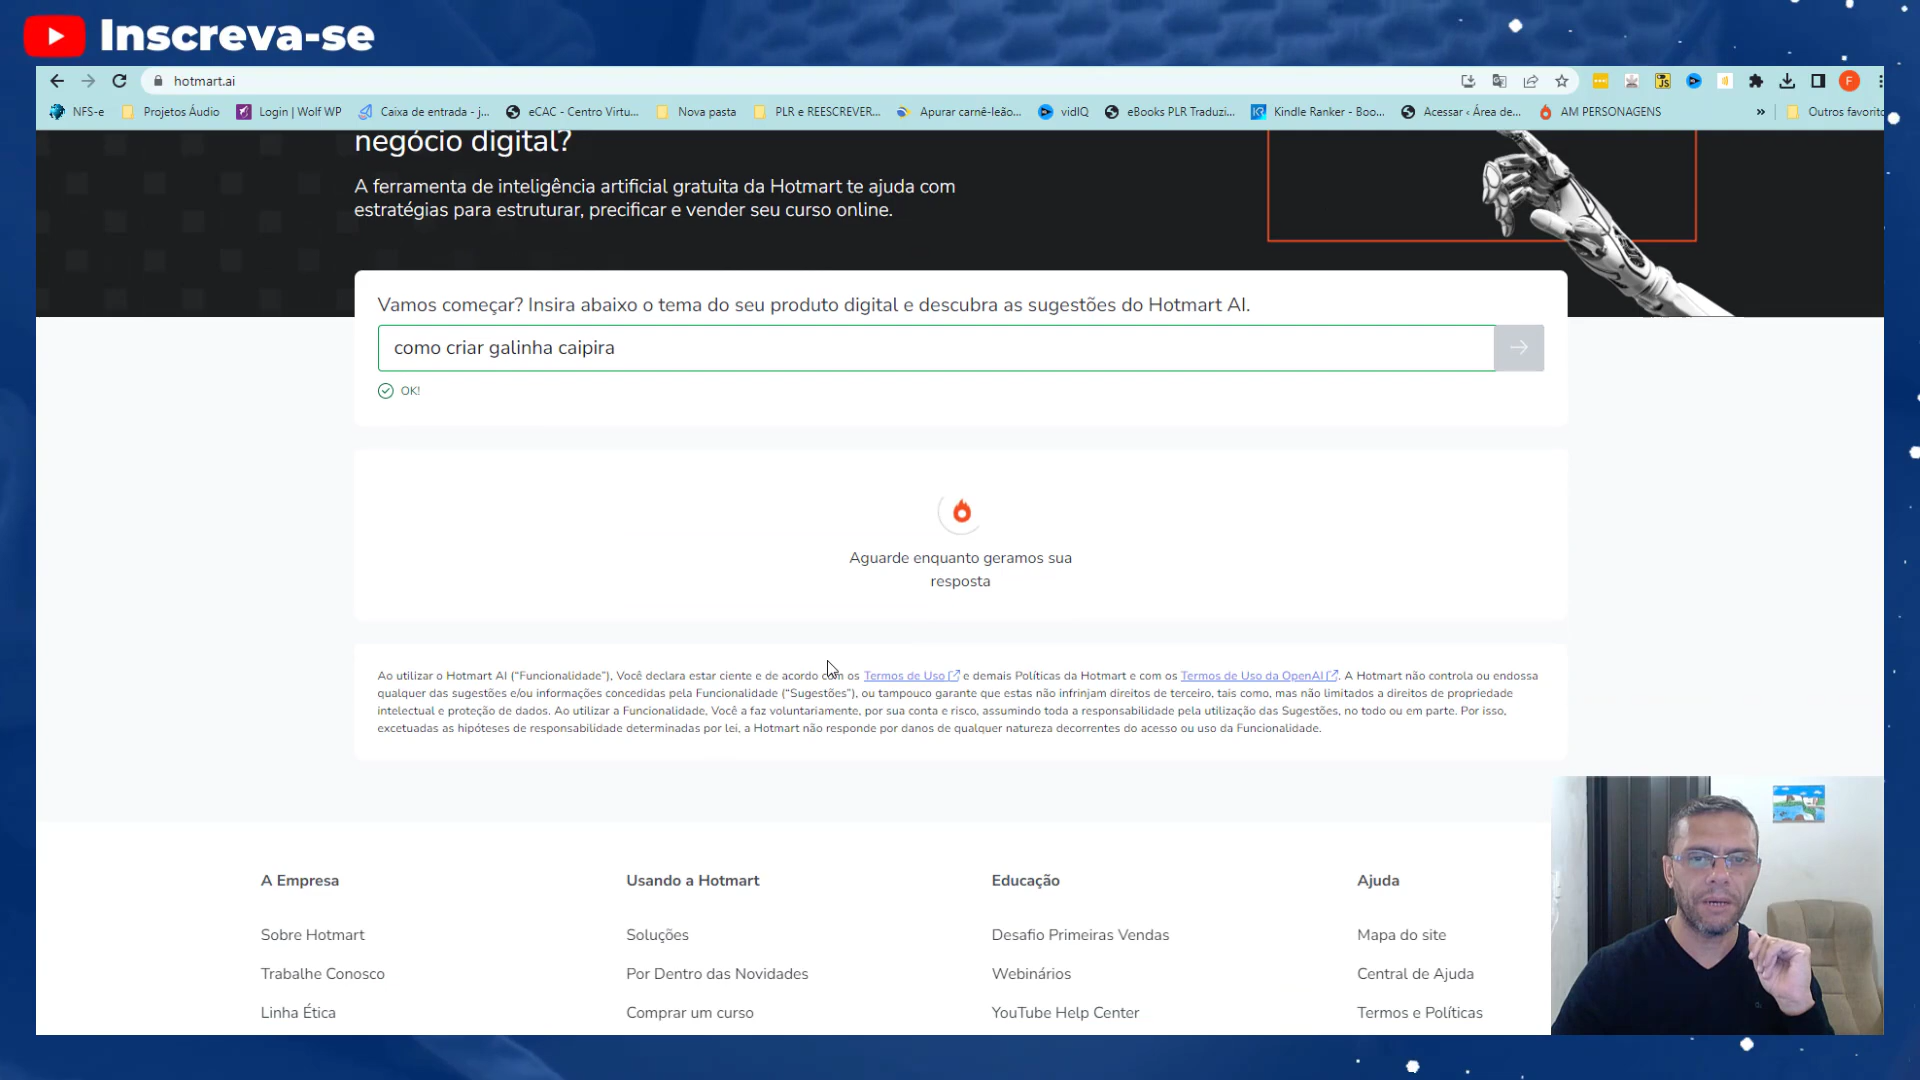 Inscreva-se
hotmart.ai
NFS-e
Projetos Áudio
Login | Wolf WP
Caixa de entrada - j...
eCAC - Centro Virtu...
Nova pasta
PLR e REESCREVER...
Apurar carnê-leão...
vidIQ
eBooks PLR Traduzi...
Kindle Ranker - Boo...
Acessar ‹ Área de...
AM PERSONAGENS
»
Outros favorito
negócio digital?
A ferramenta de inteligência artificial gratuita da Hotmart te ajuda com
estratégias para estruturar, precificar e vender seu curso online.
Vamos começar? Insira abaixo o tema do seu produto digital e descubra as sugestões do Hotmart AI.
como criar galinha caipira
OK!
Aguarde enquanto geramos sua
resposta
Ao utilizar o Hotmart AI (“Funcionalidade”), Você declara estar ciente e de acordo com os Termos de Uso e demais Políticas da Hotmart e com os Termos de Uso da OpenAI. A Hotmart não controla ou endossa
qualquer das sugestões e/ou informações concedidas pela Funcionalidade (“Sugestões”), ou tampouco garante que estas não infrinjam direitos de terceiro, tais como, mas não limitados a direitos de propriedade
intelectual e proteção de dados. Ao utilizar a Funcionalidade, Você a faz voluntariamente, por sua conta e risco, assumindo toda a responsabilidade pela utilização das Sugestões, no todo ou em parte. Por isso,
excetuadas as hipóteses de responsabilidade determinadas por lei, a Hotmart não responde por danos de qualquer natureza decorrentes do acesso ou uso da Funcionalidade.
A Empresa
Usando a Hotmart
Educação
Ajuda
Sobre Hotmart
Soluções
Desafio Primeiras Vendas
Mapa do site
Trabalhe Conosco
Por Dentro das Novidades
Webinários
Central de Ajuda
Linha Ética
Comprar um curso
YouTube Help Center
Termos e Políticas